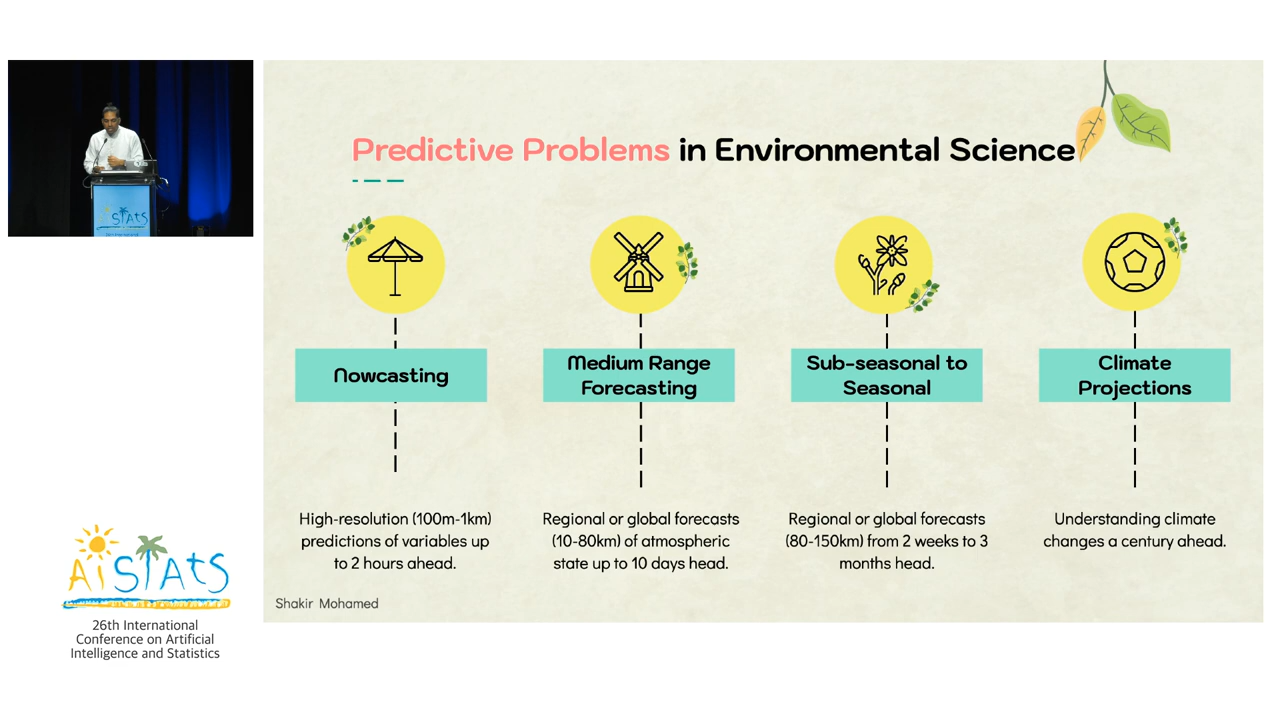 Predictive Problems in Environmental Science
Nowcasting
High-resolution (100m-1km)
predictions of variables up
to 2 hours ahead.
Medium Range
Forecasting
Regional or global forecasts
(10-80km) of atmospheric
state up to 10 days head.
Sub-seasonal to
Seasonal
Regional or global forecasts
(80-150km) from 2 weeks to 3
months head.
Climate
Projections
Understanding climate
changes a century ahead.
Shakir Mohamed
AiStAtS
AiStAtS
26th International
Conference on Artificial
Intelligence and Statistics